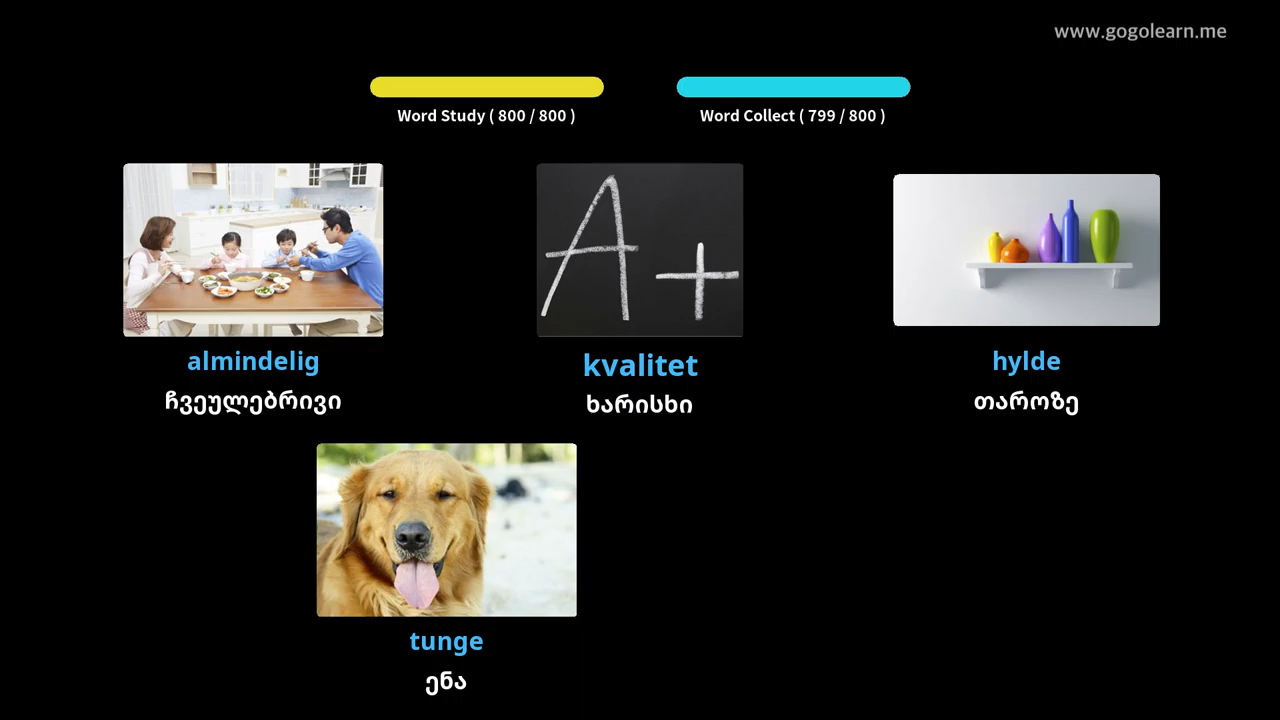 www.gogolearn.me
Word Study ( 800 / 800 )
Word Collect ( 799 / 800 )
A+
almindelig
kvalitet
hylde
ჩვეულებრივი
ხარისხი
თაროზე
tunge
ენა